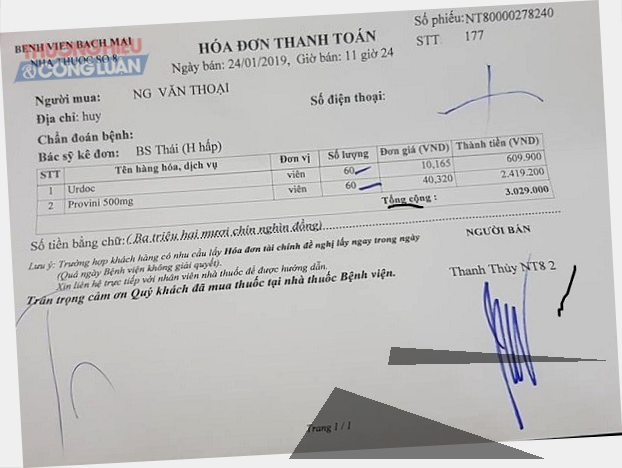 Số phiếu:NT80000278240
BỆNH VIỆN BẠCH MAI
NHÀ THUỐC SỐ 8
THƯƠNG HIỆU
& CÔNG LUẬN
HÓA ĐƠN THANH TOÁN
STT 177
Ngày bán: 24/01/2019, Giờ bán: 11 giờ 24
Người mua: NG VĂN THOẠI
Số điện thoại:
Địa chỉ: huy
Chẩn đoán bệnh:
Bác sỹ kê đơn: BS Thái (H hấp)
STT Tên hàng hóa, dịch vụ Đơn vị Số lượng Đơn giá (VND) Thành tiền (VND)
1 Urdoc viên 60 10,165 609.900
2 Provini 500mg viên 60 40,320 2.419.200
Tổng cộng : 3.029.000
Số tiền bằng chữ: (Ba triệu hai mươi chín nghìn đồng)
Lưu ý: Trường hợp khách hàng có nhu cầu lấy Hóa đơn tài chính đề nghị lấy ngay trong ngày
(Quá ngày Bệnh viện không giải quyết).
Xin liên hệ trực tiếp với nhân viên nhà thuốc để được hướng dẫn.
Trân trọng cảm ơn Quý khách đã mua thuốc tại nhà thuốc Bệnh viện.
NGƯỜI BÁN
Thanh Thủy NT8 2
Trang 1 / 1